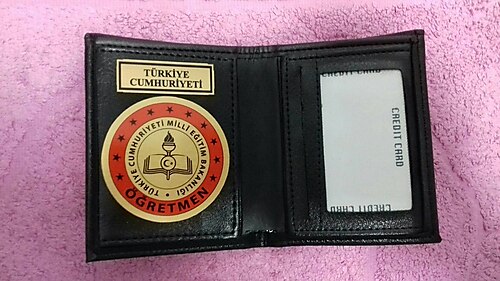 TÜRKİYE
CUMHURİYETİ
TÜRKİYE CUMHURİYETİ MİLLİ EĞİTİM BAKANLIĞI
ÖĞRETMEN
CREDIT CARD
CREDIT CARD
CREDIT CARD